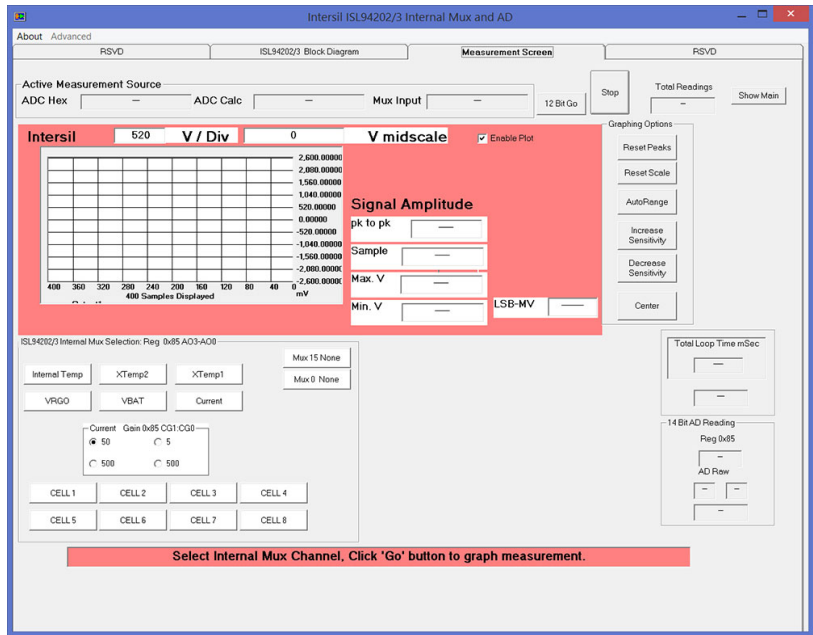 Intersil ISL94202/3 Internal Mux and AD
About Advanced
RSVD ISL94202/3 Block Diagram Measurement Screen RSVD
Active Measurement Source
ADC Hex – ADC Calc – Mux Input –
12 Bit Go
Stop
Total Readings
–
Show Main
Intersil 520 V / Div 0 V midscale Enable Plot
2,600.00000
2,080.00000
1,560.00000
1,040.00000
520.00000
0.00000
-520.00000
-1,040.00000
-1,560.00000
-2,080.00000
-2,600.00000
400 360 320 280 240 200 160 120 80 40 0
mV
400 Samples Displayed
Signal Amplitude
pk to pk —
Sample —
Max. V —
Min. V —
LSB-MV —
Graphing Options
Reset Peaks
Reset Scale
AutoRange
Increase
Sensitivity
Decrease
Sensitivity
Center
ISL94202/3 Internal Mux Selection: Reg 0x85 AO3-AO0
Mux 15 None
Mux 0 None
Internal Temp XTemp2 XTemp1
VRGO VBAT Current
Current Gain 0x85 CG1:CG0
50 5
500 500
CELL 1 CELL 2 CELL 3 CELL 4
CELL 5 CELL 6 CELL 7 CELL 8
Total Loop Time mSec
—
—
14 Bit AD Reading
Reg 0x85
–
AD Raw
– –
–
Select Internal Mux Channel, Click 'Go' button to graph measurement.